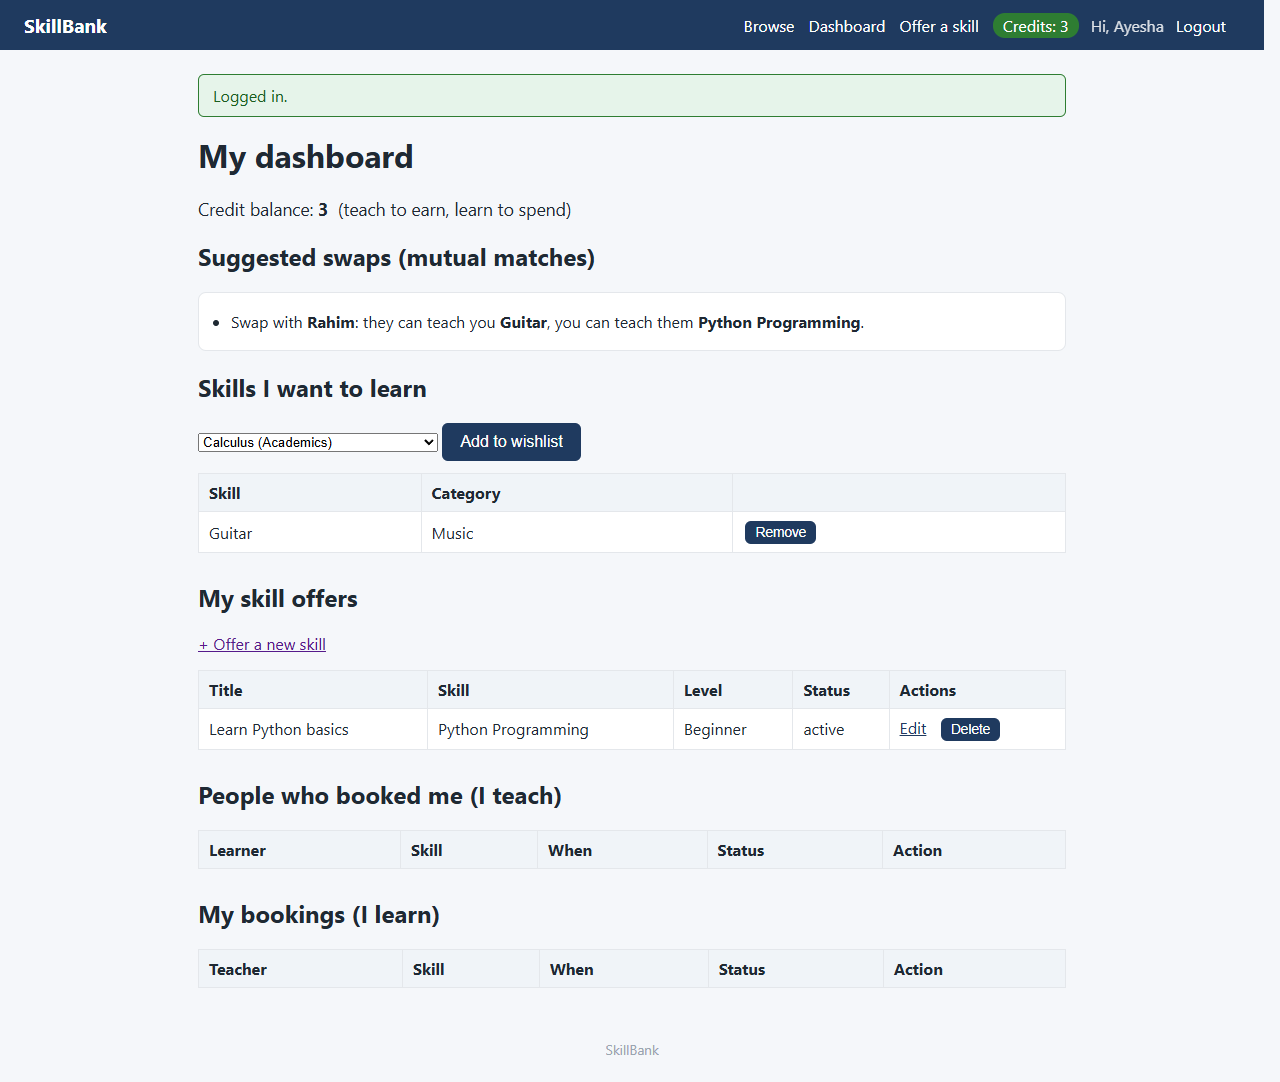 SkillBank Browse Dashboard Offer a skill Credits: 3 Hi, Ayesha Logout
Logged in.
My dashboard
Credit balance: 3 (teach to earn, learn to spend)
Suggested swaps (mutual matches)
• Swap with Rahim: they can teach you Guitar, you can teach them Python Programming.
Skills I want to learn
Calculus (Academics) Add to wishlist
Skill Category
Guitar Music Remove
My skill offers
+ Offer a new skill
Title Skill Level Status Actions
Learn Python basics Python Programming Beginner active Edit Delete
People who booked me (I teach)
Learner Skill When Status Action
My bookings (I learn)
Teacher Skill When Status Action
SkillBank